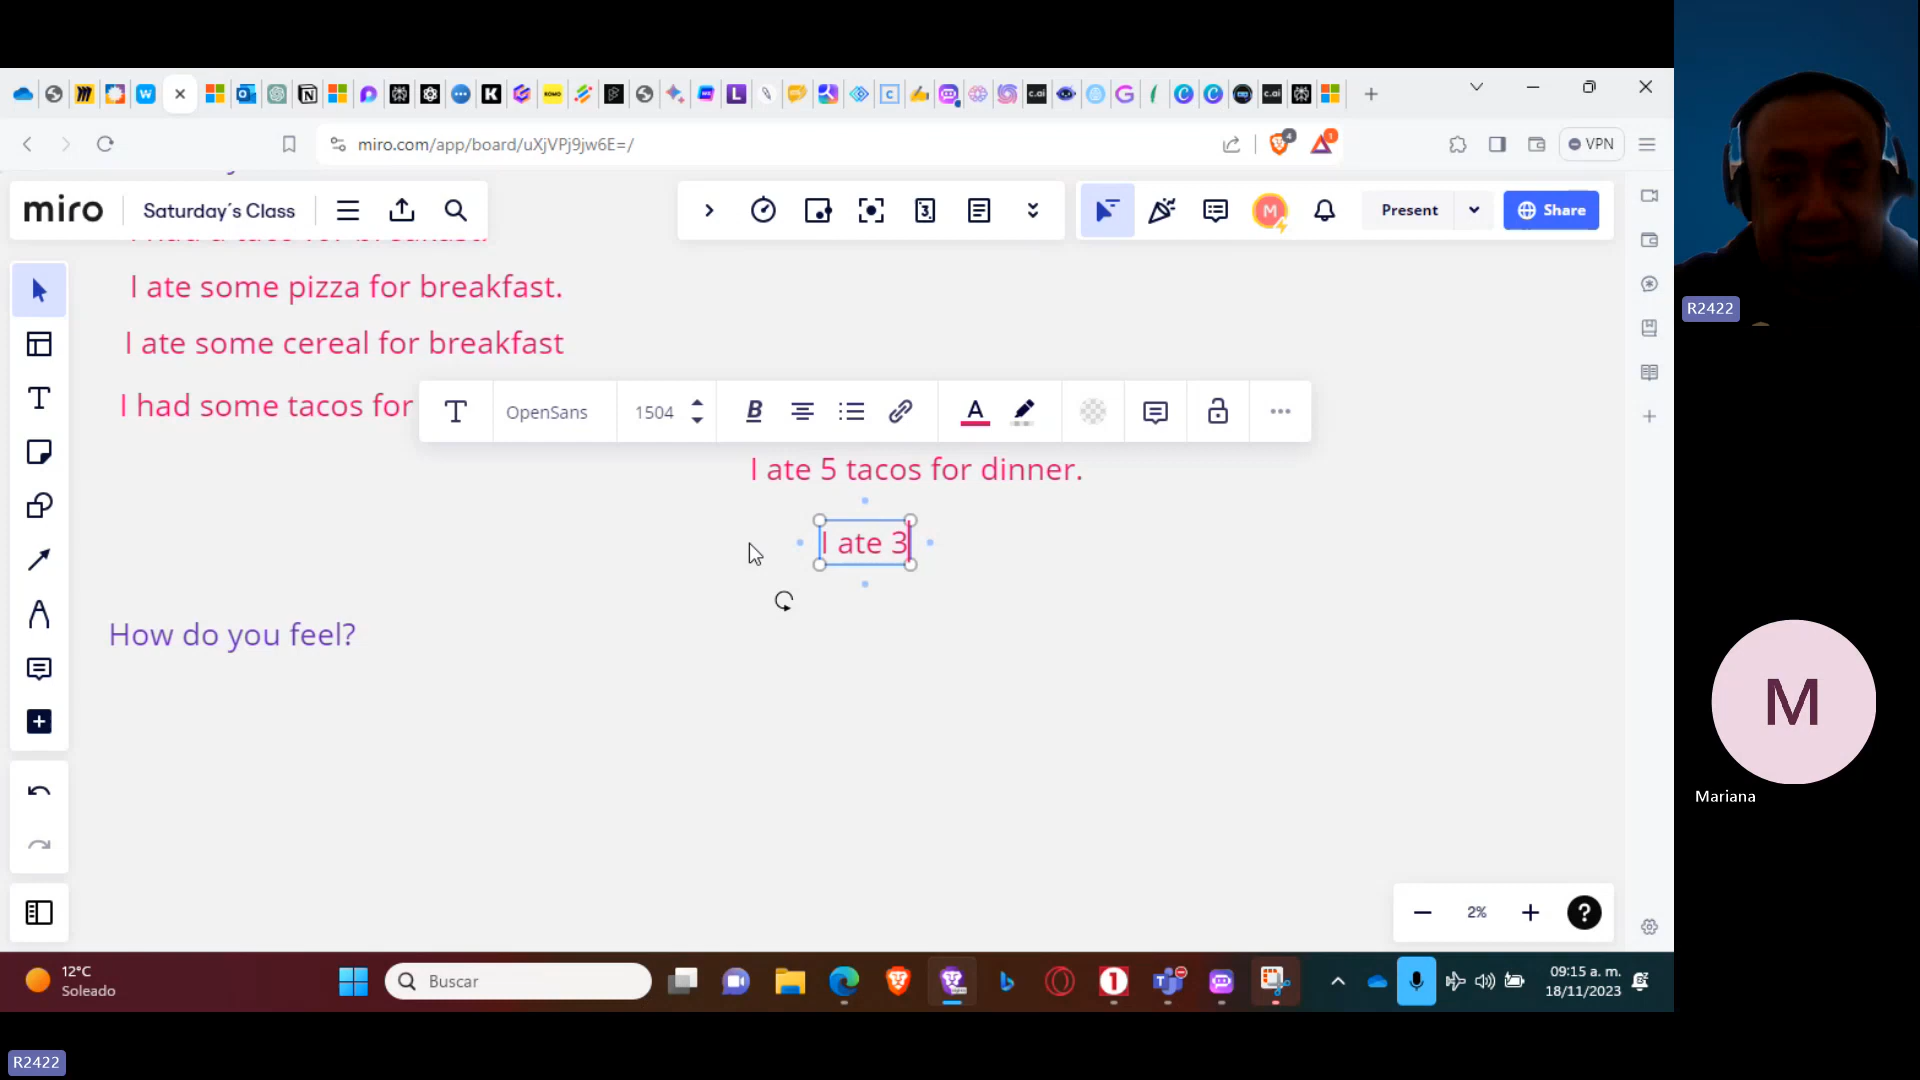 miro.com/app/board/uXjVPj9jw6E=/
VPN
miro
Saturday´s Class
Present
Share
I ate some pizza for breakfast.
I ate some cereal for breakfast
I had some tacos for
OpenSans
1504
I ate 5 tacos for dinner.
I ate 3
How do you feel?
2%
12°C
Soleado
Buscar
09:15 a. m.
18/11/2023
R2422
M
Mariana
R2422